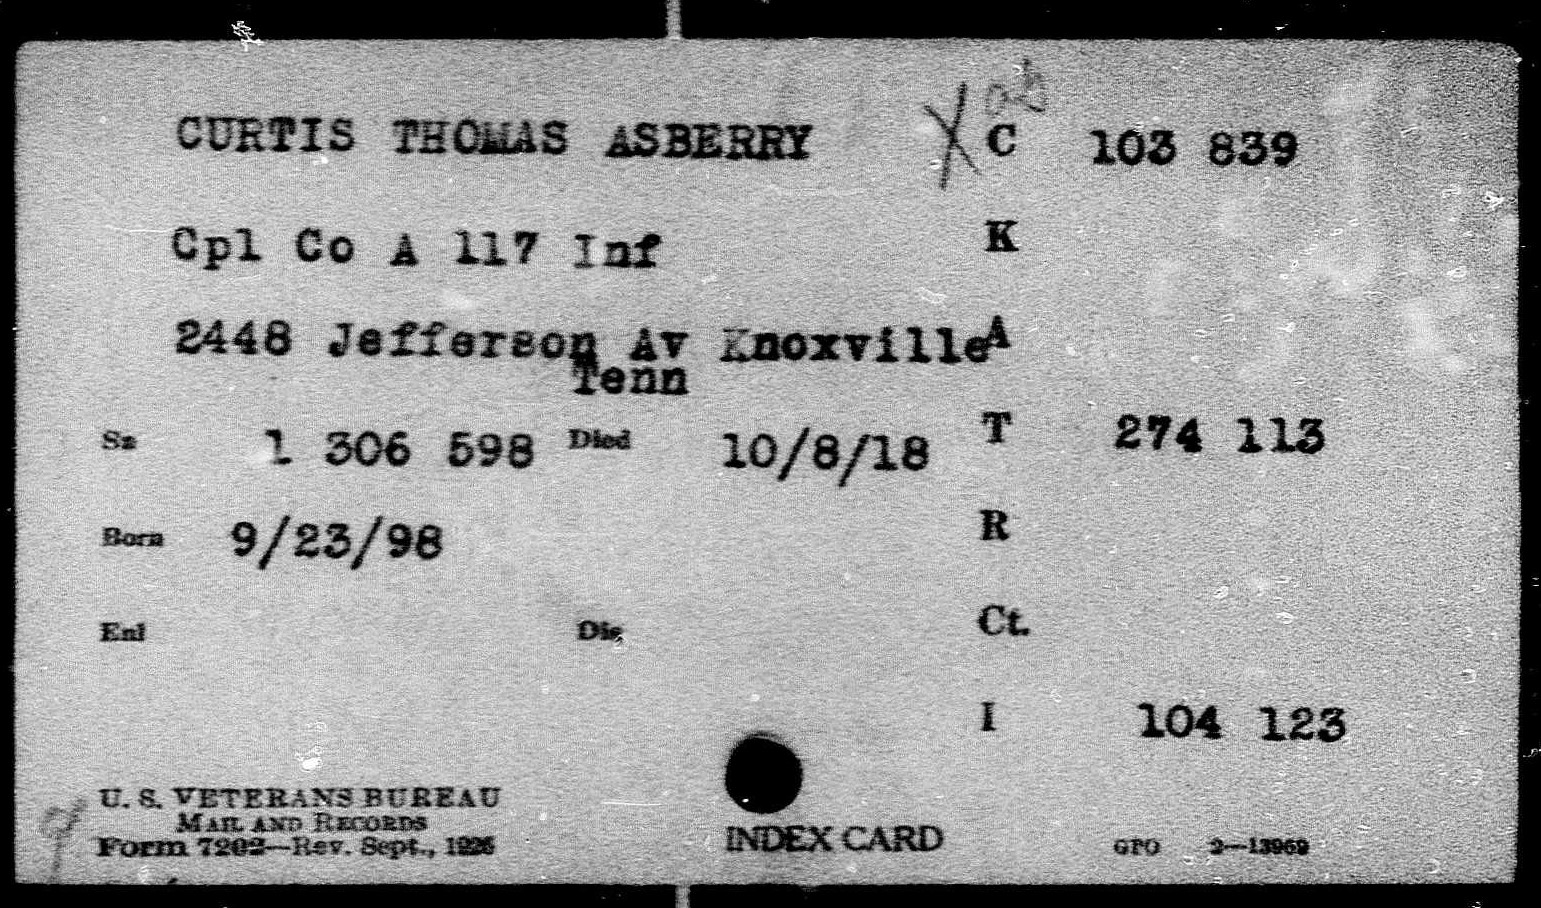 CURTIS THOMAS ASBERRY X C 103 839
Cpl Co A 117 Inf K
2448 Jefferson Av Knoxville A
Tenn
Sn 1 306 598 Died 10/8/18 T 274 113
Born 9/23/98 R
Enl Dis Ct.
I 104 123
U. S. VETERANS BUREAU
MAIL AND RECORDS
Form 7202—Rev. Sept., 1926 INDEX CARD GPO 2—13969